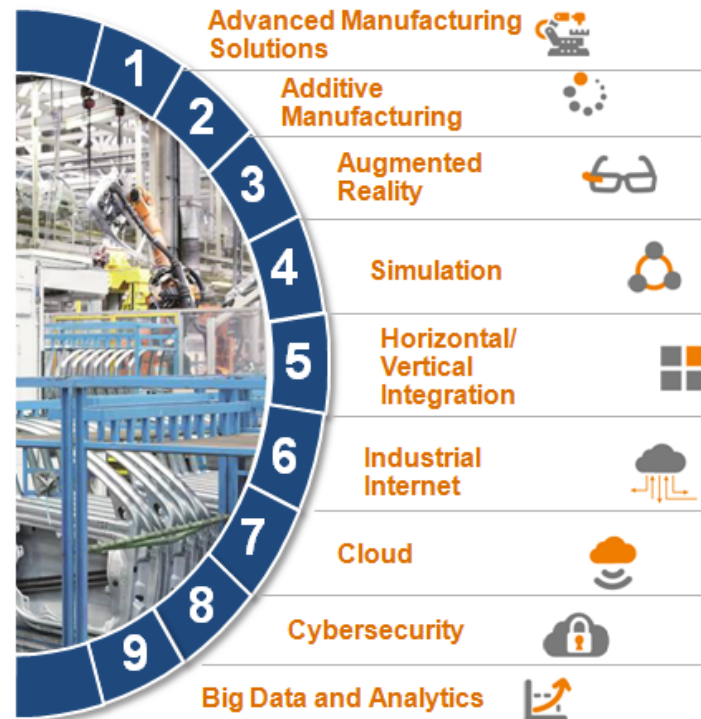 1
Advanced Manufacturing
Solutions
2
Additive
Manufacturing
3
Augmented
Reality
4
Simulation
5
Horizontal/
Vertical
Integration
6
Industrial
Internet
7
Cloud
8
Cybersecurity
9
Big Data and Analytics